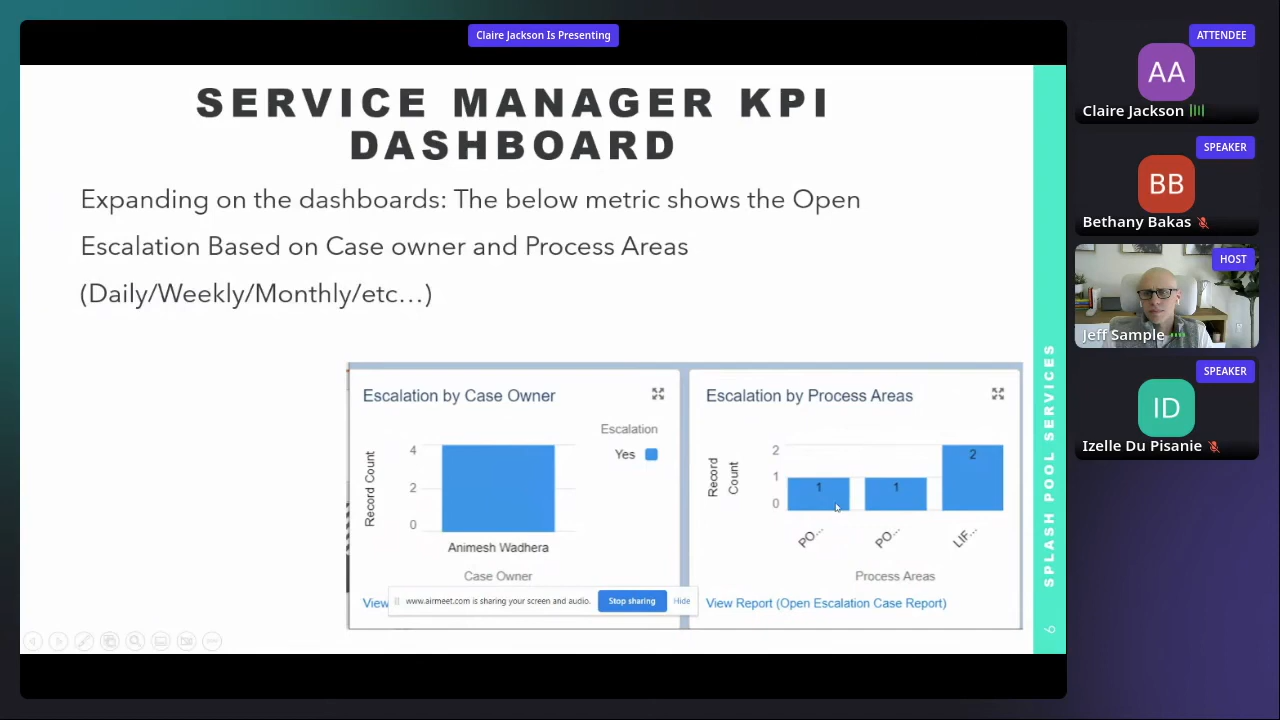 Claire Jackson Is Presenting
SERVICE MANAGER KPI
DASHBOARD
Expanding on the dashboards: The below metric shows the Open
Escalation Based on Case owner and Process Areas
(Daily/Weekly/Monthly/etc...)
Escalation by Case Owner
Escalation
Yes
Record Count
4
2
0
Animesh Wadhera
Case Owner
View
Escalation by Process Areas
Record
Count
2
1
0
1
1
2
PO...
PO...
LIF...
Process Areas
View Report (Open Escalation Case Report)
www.airmeet.com is sharing your screen and audio.
Stop sharing
Hide
SPLASH POOL SERVICES
6
ATTENDEE
AA
Claire Jackson
SPEAKER
BB
Bethany Bakas
HOST
Jeff Sample
SPEAKER
ID
Izelle Du Pisanie